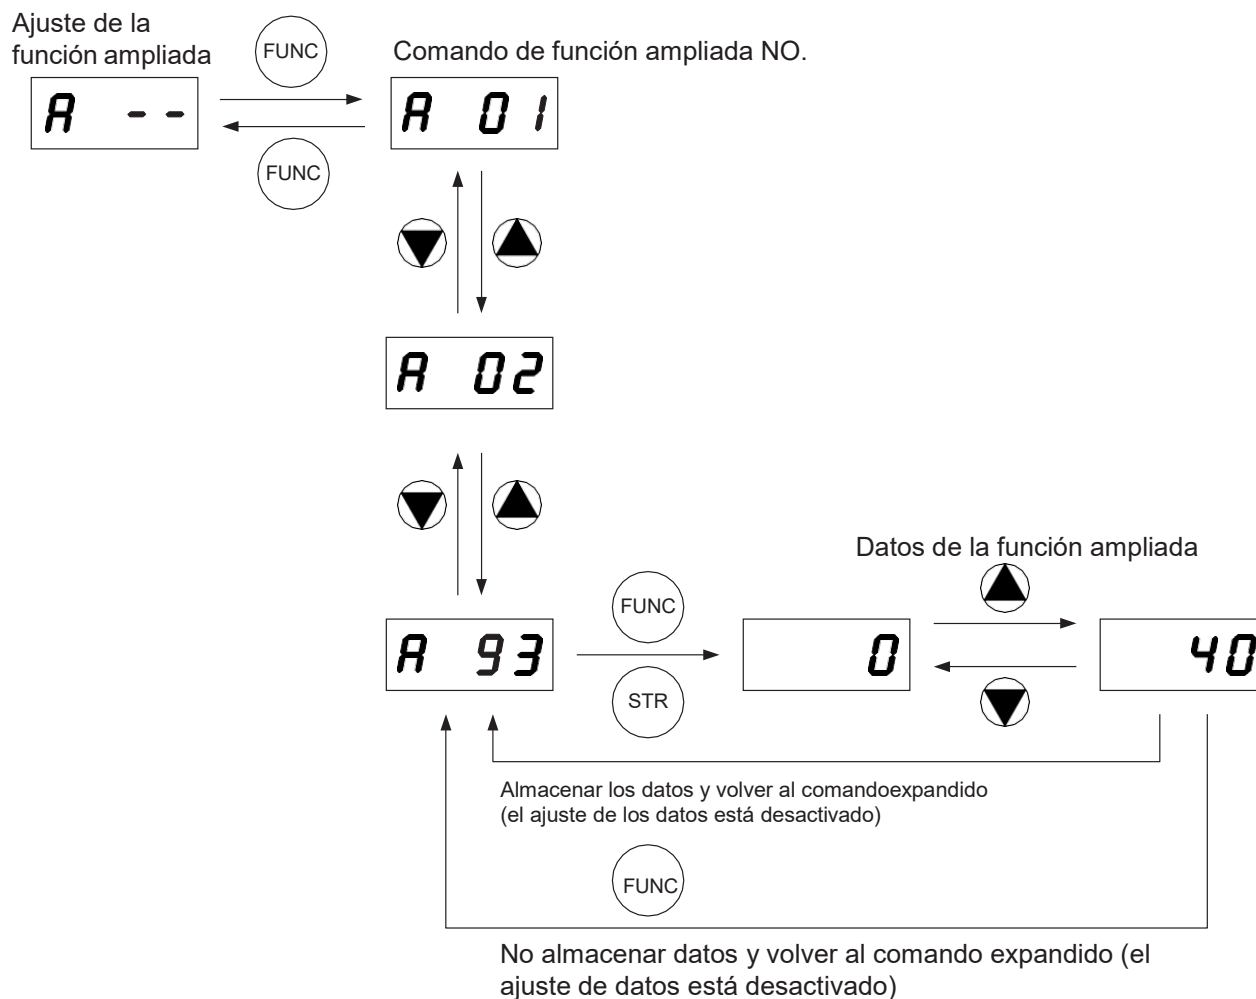 Ajuste de la
función ampliada
FUNC
Comando de función ampliada NO.
A --
A 01
FUNC
A 02
Datos de la función ampliada
FUNC
A 93
0
40
STR
Almacenar los datos y volver al comandoexpandido
(el ajuste de los datos está desactivado)
FUNC
No almacenar datos y volver al comando expandido (el
ajuste de datos está desactivado)